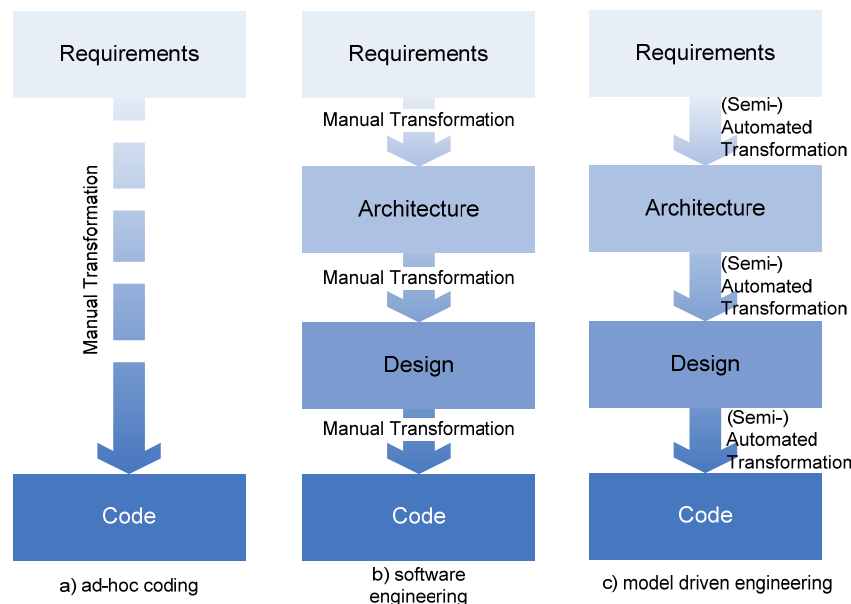 Requirements
Manual Transformation
Code
a) ad-hoc coding
Requirements
Manual Transformation
Architecture
Manual Transformation
Design
Manual Transformation
Code
b) software
engineering
Requirements
(Semi-)
Automated
Transformation
Architecture
(Semi-)
Automated
Transformation
Design
(Semi-)
Automated
Transformation
Code
c) model driven engineering